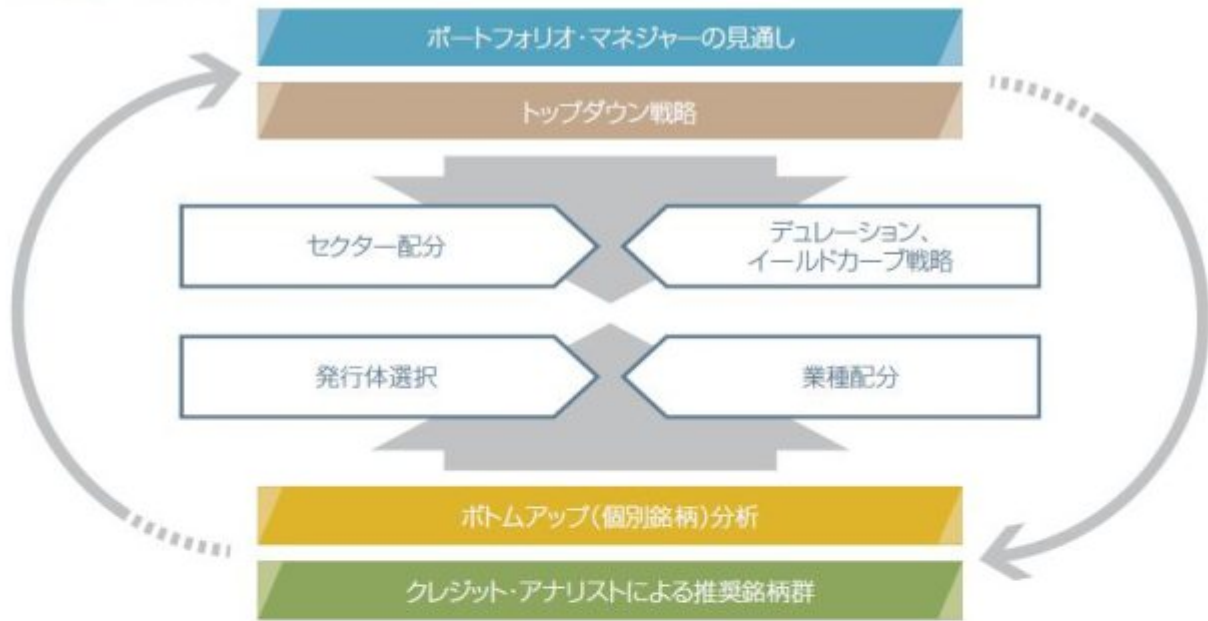 ポートフォリオ・マネジャーの見通し
トップダウン戦略
セクター配分
デュレーション、
イールドカーブ戦略
発行体選択
業種配分
ボトムアップ(個別銘柄)分析
クレジット・アナリストによる推奨銘柄群